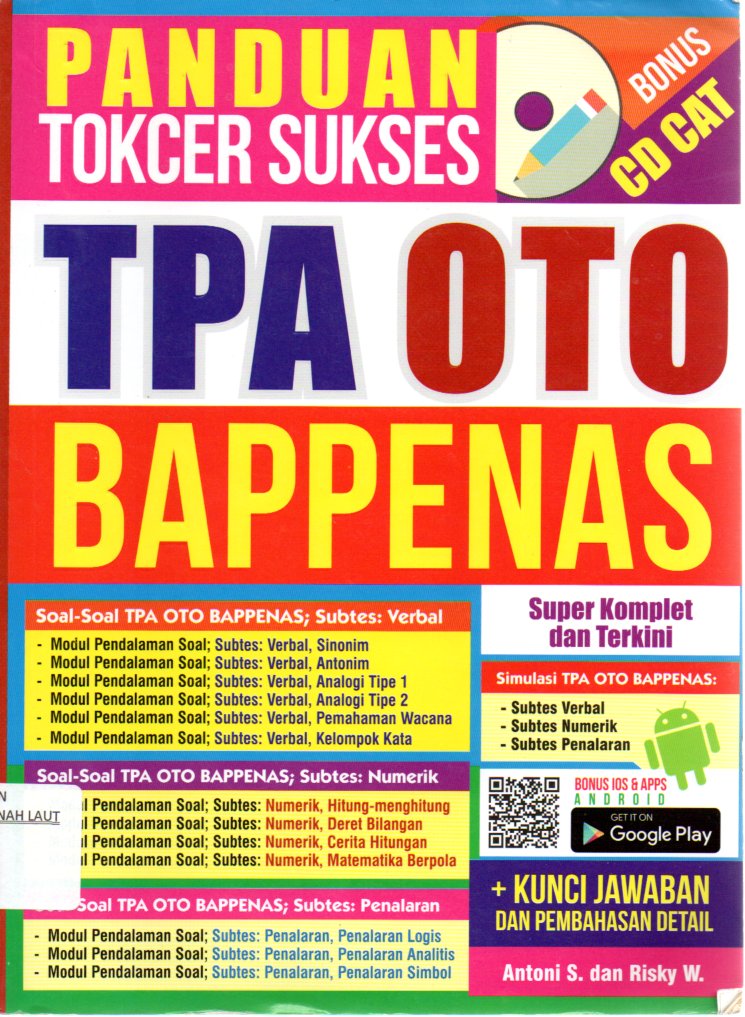 PANDUAN
TOKCER SUKSES
BONUS
CD CAT
TPA OTO
BAPPENAS
Soal-Soal TPA OTO BAPPENAS; Subtes: Verbal
- Modul Pendalaman Soal; Subtes: Verbal, Sinonim
- Modul Pendalaman Soal; Subtes: Verbal, Antonim
- Modul Pendalaman Soal; Subtes: Verbal, Analogi Tipe 1
- Modul Pendalaman Soal; Subtes: Verbal, Analogi Tipe 2
- Modul Pendalaman Soal; Subtes: Verbal, Pemahaman Wacana
- Modul Pendalaman Soal; Subtes: Verbal, Kelompok Kata
Soal-Soal TPA OTO BAPPENAS; Subtes: Numerik
Pendalaman Soal; Subtes: Numerik, Hitung-menghitung
Pendalaman Soal; Subtes: Numerik, Deret Bilangan
Pendalaman Soal; Subtes: Numerik, Cerita Hitungan
Pendalaman Soal; Subtes: Numerik, Matematika Berpola
N
NAH LAUT
Soal TPA OTO BAPPENAS; Subtes: Penalaran
- Modul Pendalaman Soal; Subtes: Penalaran, Penalaran Logis
- Modul Pendalaman Soal; Subtes: Penalaran, Penalaran Analitis
- Modul Pendalaman Soal; Subtes: Penalaran, Penalaran Simbol
Super Komplet
dan Terkini
Simulasi TPA OTO BAPPENAS:
- Subtes Verbal
- Subtes Numerik
- Subtes Penalaran
BONUS IOS & APPS
ANDROID
GET IT ON
Google Play
+ KUNCI JAWABAN
DAN PEMBAHASAN DETAIL
Antoni S. dan Risky W.